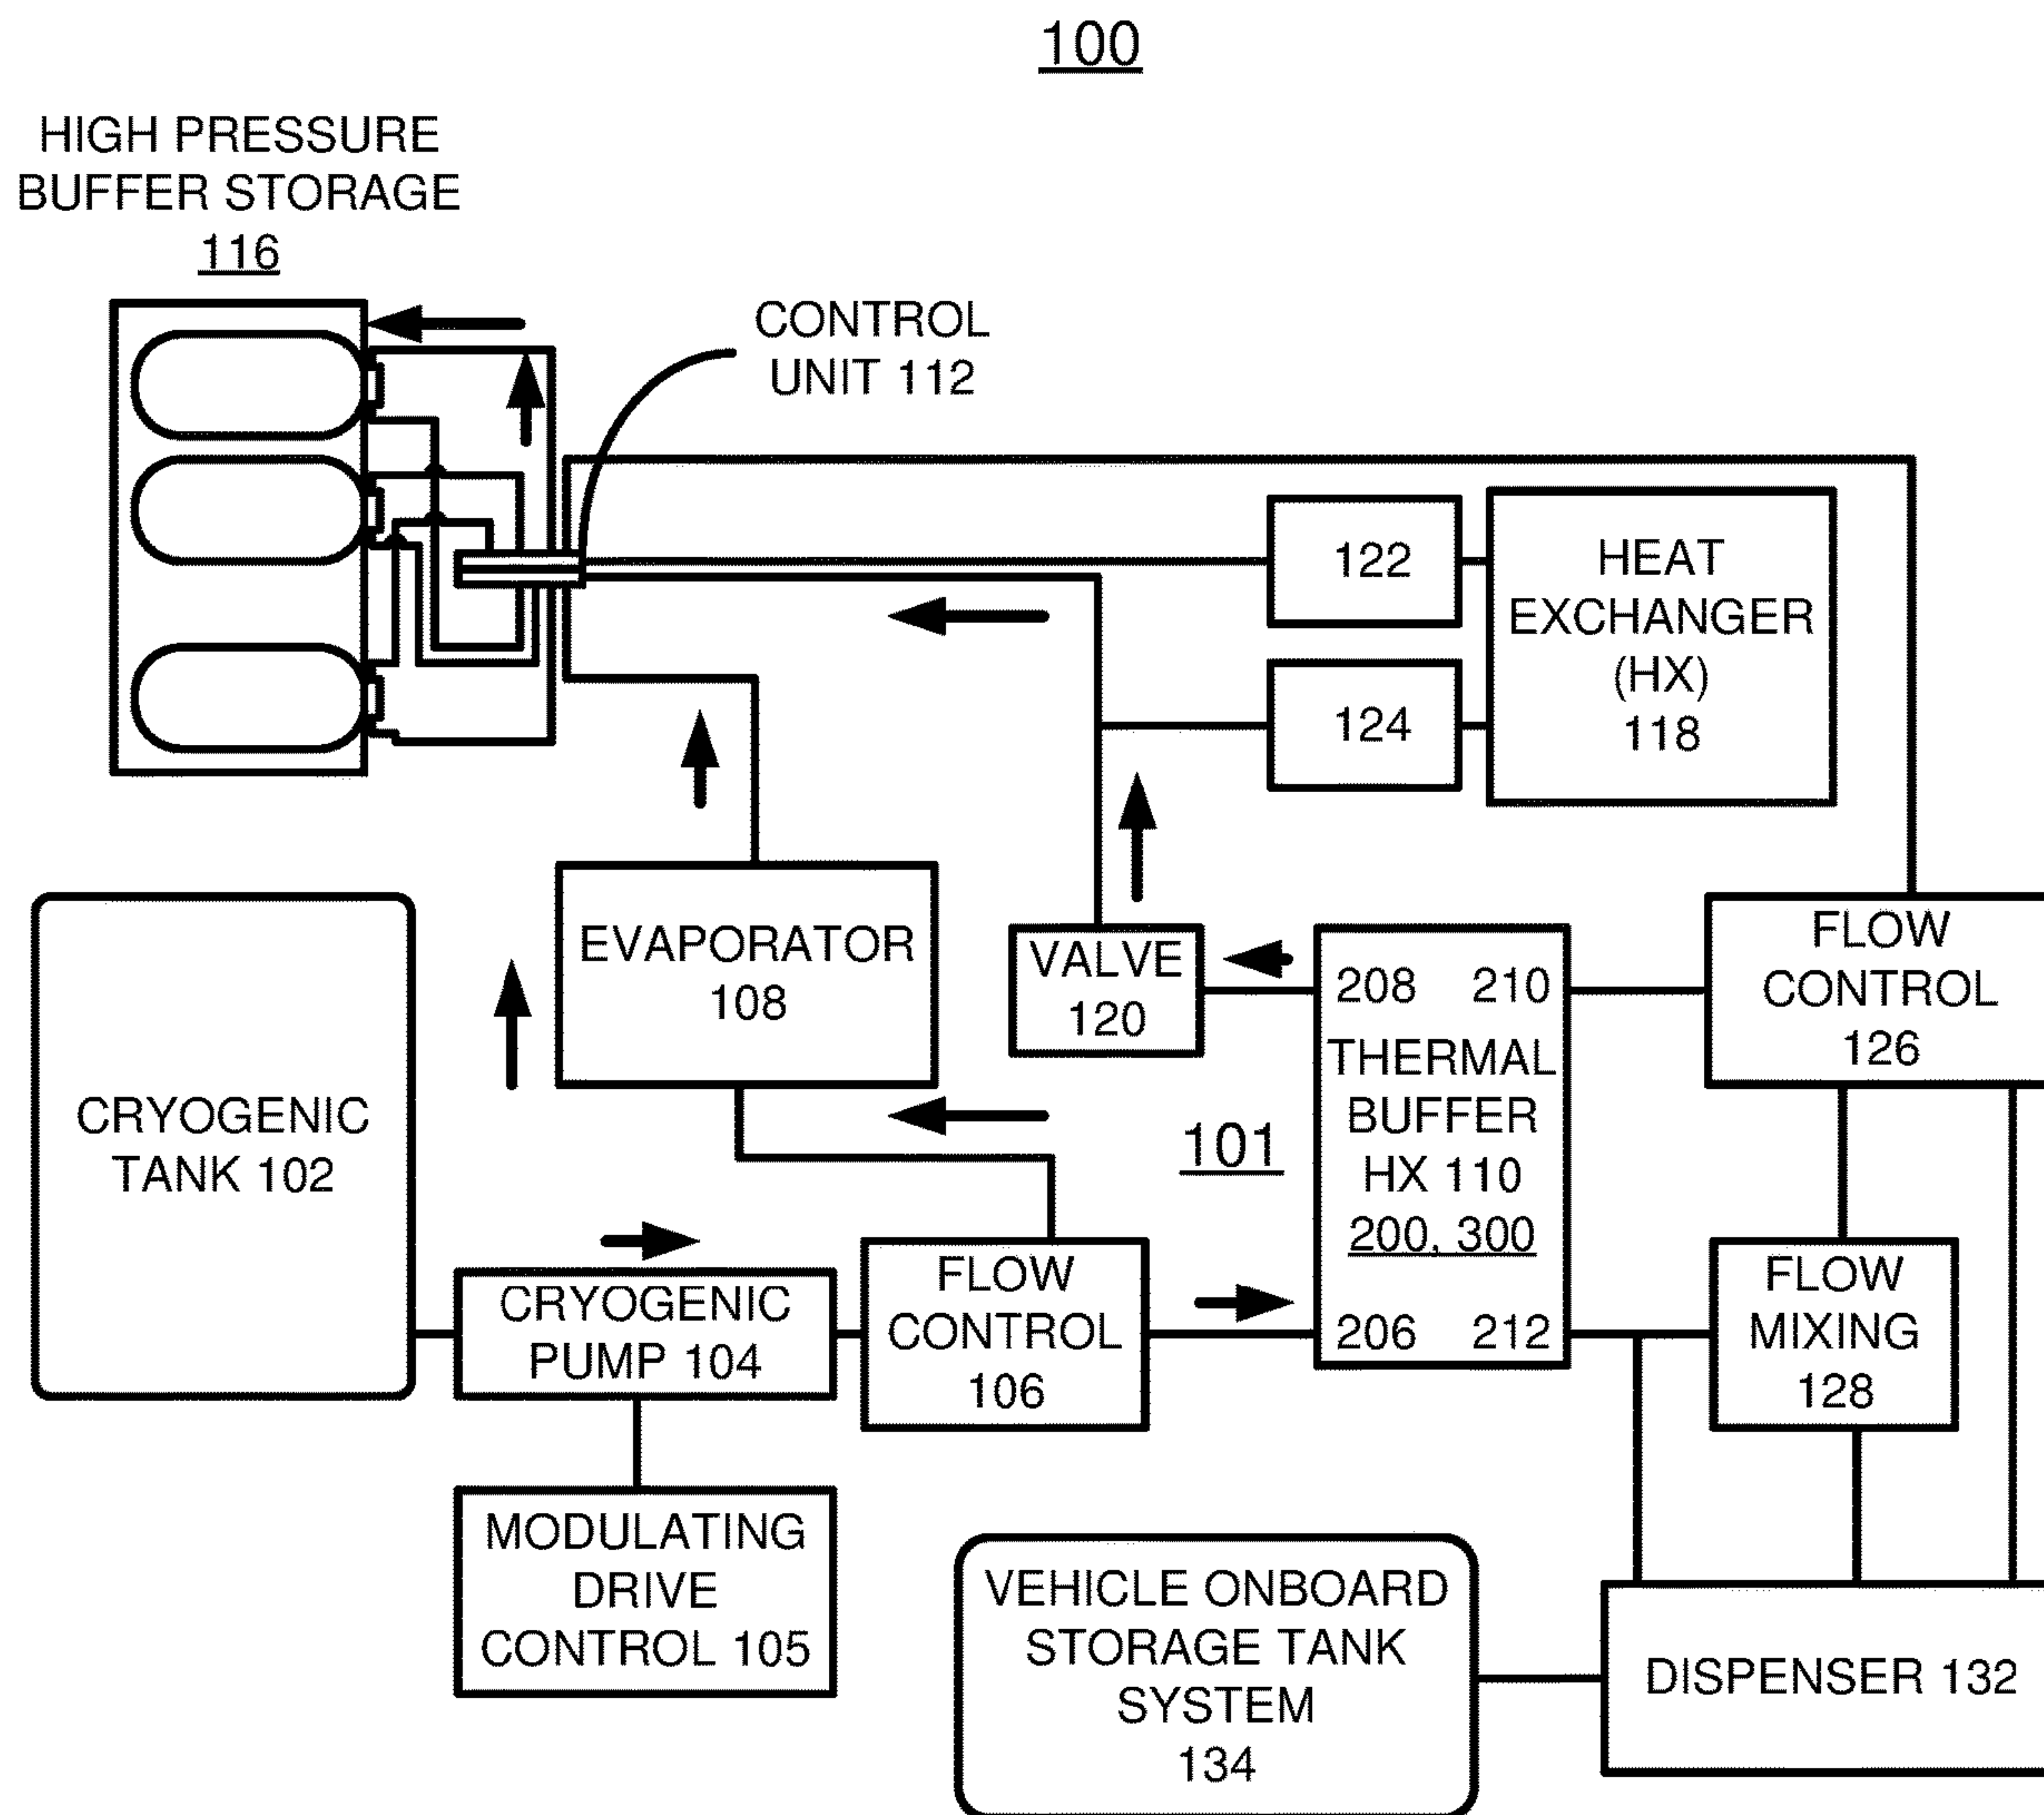 100
HIGH PRESSURE
BUFFER STORAGE
116
CONTROL
UNIT 112
122
HEAT
EXCHANGER
(HX)
118
124
EVAPORATOR
108
VALVE
120
208 210
THERMAL
BUFFER
HX 110
200, 300
206 212
FLOW
CONTROL
126
CRYOGENIC
TANK 102
101
CRYOGENIC
PUMP 104
FLOW
CONTROL
106
FLOW
MIXING
128
MODULATING
DRIVE
CONTROL 105
VEHICLE ONBOARD
STORAGE TANK
SYSTEM
134
DISPENSER 132